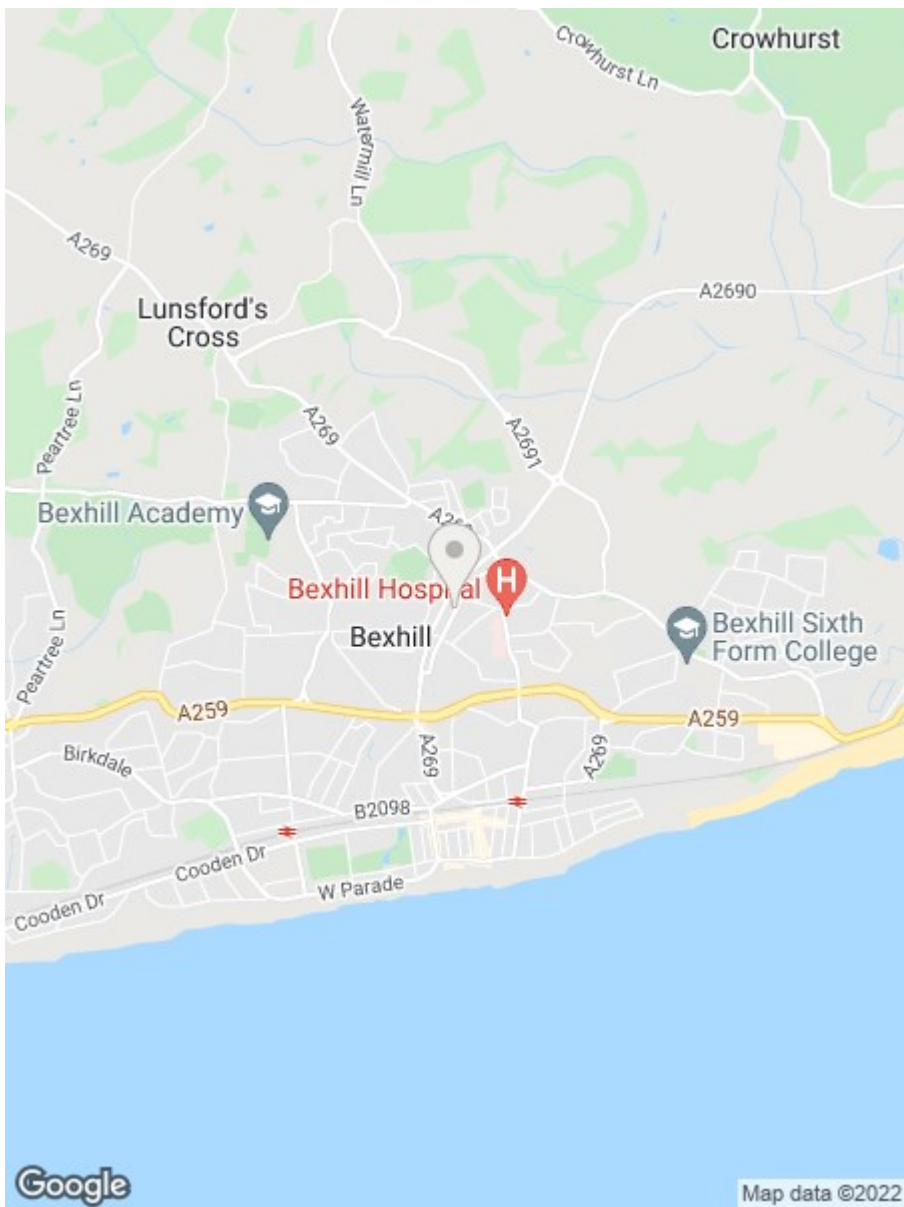 Crowhurst
Crowhurst Ln
Watermill Ln
A269
A2690
Lunsford's
Cross
Peartree Ln
A269
A2691
Bexhill Academy
Bexhill Hospital
H
Bexhill
Bexhill Sixth
Form College
Peartree Ln
A259
A259
A269
A269
Birkdale
B2098
Cooden Dr
W Parade
Cooden Dr
Google
Map data ©2022